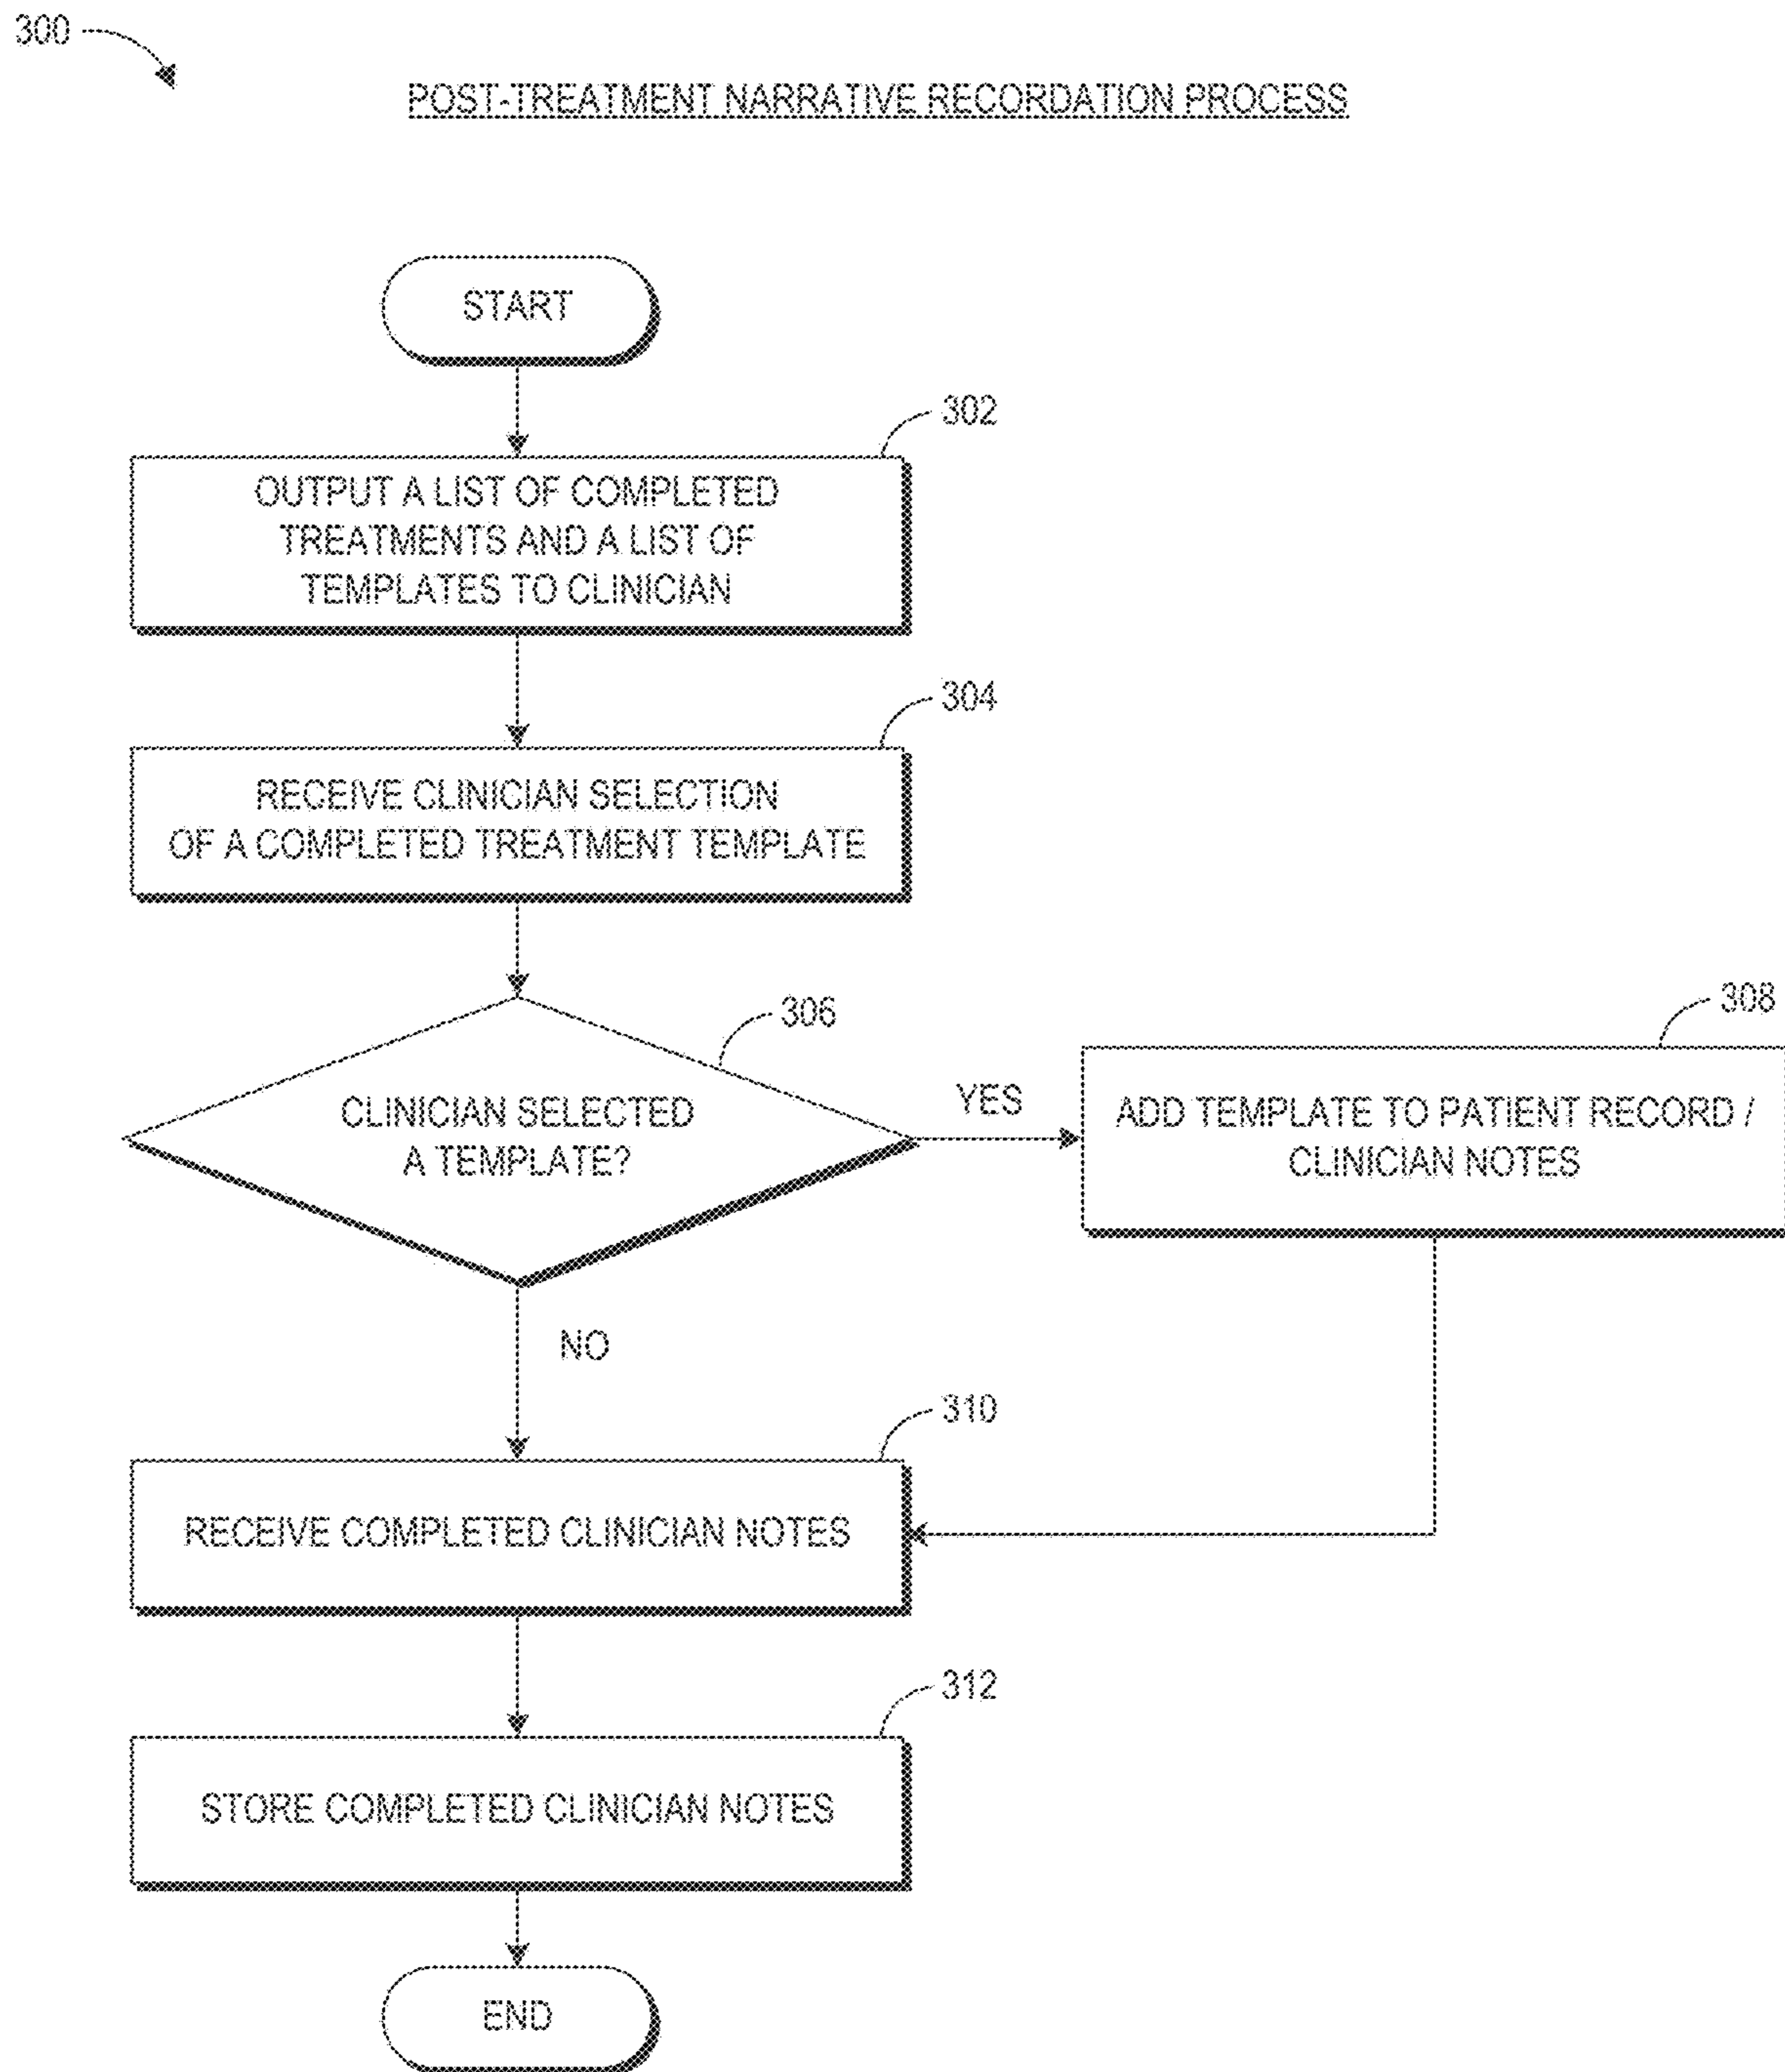 300
POST-TREATMENT NARRATIVE RECORDATION PROCESS
START
302
OUTPUT A LIST OF COMPLETED
TREATMENTS AND A LIST OF
TEMPLATES TO CLINICIAN
304
RECEIVE CLINICIAN SELECTION
OF A COMPLETED TREATMENT TEMPLATE
306
CLINICIAN SELECTED
A TEMPLATE?
YES
308
ADD TEMPLATE TO PATIENT RECORD /
CLINICIAN NOTES
NO
310
RECEIVE COMPLETED CLINICIAN NOTES
312
STORE COMPLETED CLINICIAN NOTES
END